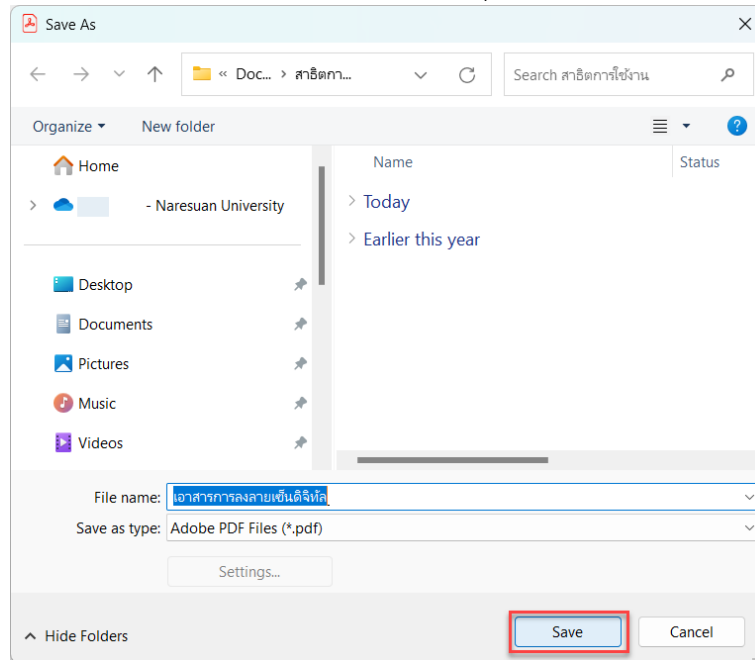 Save As
« Doc... › สาธิตกา...
Search สาธิตการใช้งาน
Organize
New folder
Name
Status
Home
- Naresuan University
Today
Earlier this year
Desktop
Documents
Pictures
Music
Videos
File name: เอาสารการลงลายเซ็นดิจิทัล
Save as type: Adobe PDF Files (*.pdf)
Settings...
Hide Folders
Save
Cancel